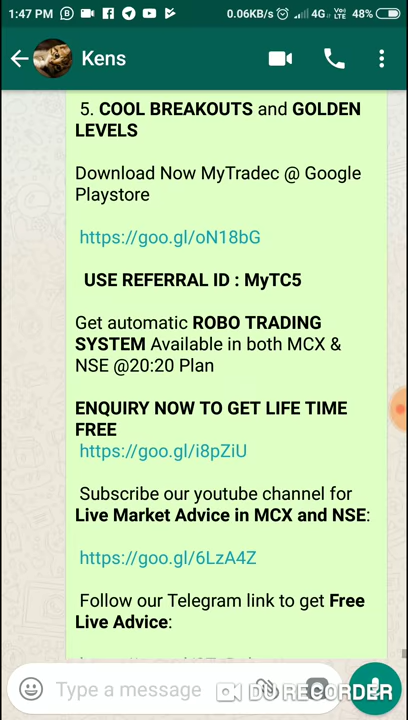 1:47 PM
0.06KB/s
4G
Vo
LTE
48%
Kens
5. COOL BREAKOUTS and GOLDEN
LEVELS
Download Now MyTradec @ Google
Playstore
https://goo.gl/oN18bG
USE REFERRAL ID : MyTC5
Get automatic ROBO TRADING
SYSTEM Available in both MCX &
NSE @20:20 Plan
ENQUIRY NOW TO GET LIFE TIME
FREE
https://goo.gl/i8pZiU
Subscribe our youtube channel for
Live Market Advice in MCX and NSE:
https://goo.gl/6LzA4Z
Follow our Telegram link to get Free
Live Advice:
Type a message
DU RECORDER